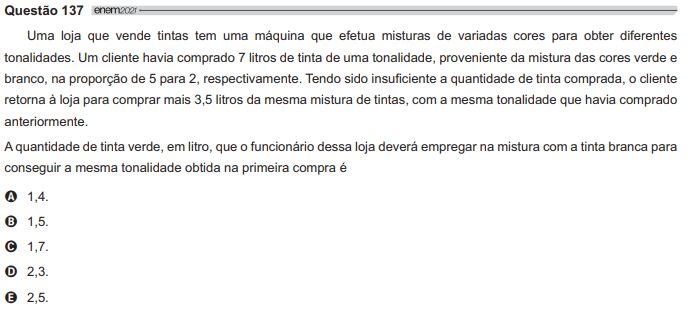 Questão 137 enem2021
Uma loja que vende tintas tem uma máquina que efetua misturas de variadas cores para obter diferentes
tonalidades. Um cliente havia comprado 7 litros de tinta de uma tonalidade, proveniente da mistura das cores verde e
branco, na proporção de 5 para 2, respectivamente. Tendo sido insuficiente a quantidade de tinta comprada, o cliente
retorna à loja para comprar mais 3,5 litros da mesma mistura de tintas, com a mesma tonalidade que havia comprado
anteriormente.
A quantidade de tinta verde, em litro, que o funcionário dessa loja deverá empregar na mistura com a tinta branca para
conseguir a mesma tonalidade obtida na primeira compra é
A 1,4.
B 1,5.
C 1,7.
D 2,3.
E 2,5.